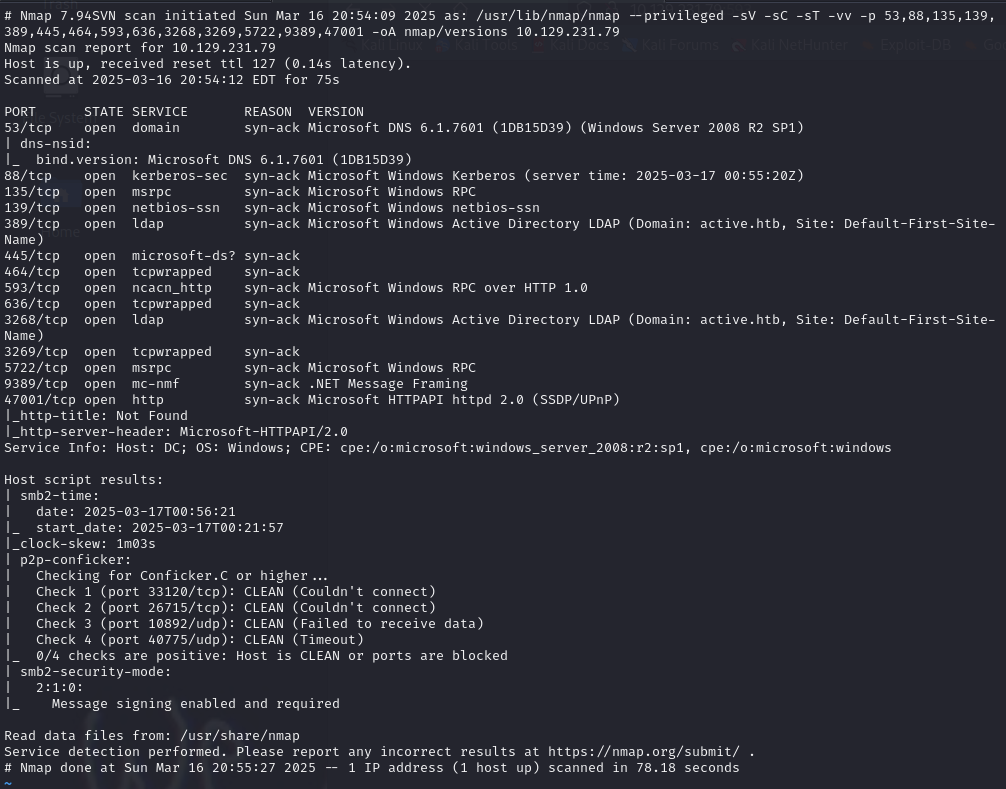 # Nmap 7.94SVN scan initiated Sun Mar 16 20:54:09 2025 as: /usr/lib/nmap/nmap --privileged -sV -sC -sT -vv -p 53,88,135,139,
389,445,464,593,636,3268,3269,5722,9389,47001 -oA nmap/versions 10.129.231.79
Kali Linux Kali Tools Kali Docs Kali Forums Kali NetHunter Exploit-DB
Nmap scan report for 10.129.231.79
Host is up, received reset ttl 127 (0.14s latency).
Scanned at 2025-03-16 20:54:12 EDT for 75s

PORT      STATE SERVICE       REASON  VERSION
53/tcp    open  domain        syn-ack Microsoft DNS 6.1.7601 (1DB15D39) (Windows Server 2008 R2 SP1)
| dns-nsid:
|_  bind.version: Microsoft DNS 6.1.7601 (1DB15D39)
88/tcp    open  kerberos-sec  syn-ack Microsoft Windows Kerberos (server time: 2025-03-17 00:55:20Z)
135/tcp   open  msrpc         syn-ack Microsoft Windows RPC
139/tcp   open  netbios-ssn   syn-ack Microsoft Windows netbios-ssn
389/tcp   open  ldap          syn-ack Microsoft Windows Active Directory LDAP (Domain: active.htb, Site: Default-First-Site-
Name)
445/tcp   open  microsoft-ds? syn-ack
464/tcp   open  tcpwrapped    syn-ack
593/tcp   open  ncacn_http    syn-ack Microsoft Windows RPC over HTTP 1.0
636/tcp   open  tcpwrapped    syn-ack
3268/tcp  open  ldap          syn-ack Microsoft Windows Active Directory LDAP (Domain: active.htb, Site: Default-First-Site-
Name)
3269/tcp  open  tcpwrapped    syn-ack
5722/tcp  open  msrpc         syn-ack Microsoft Windows RPC
9389/tcp  open  mc-nmf        syn-ack .NET Message Framing
47001/tcp open  http          syn-ack Microsoft HTTPAPI httpd 2.0 (SSDP/UPnP)
|_http-title: Not Found
|_http-server-header: Microsoft-HTTPAPI/2.0
Service Info: Host: DC; OS: Windows; CPE: cpe:/o:microsoft:windows_server_2008:r2:sp1, cpe:/o:microsoft:windows

Host script results:
| smb2-time:
|   date: 2025-03-17T00:56:21
|_  start_date: 2025-03-17T00:21:57
|_clock-skew: 1m03s
| p2p-conficker:
|   Checking for Conficker.C or higher...
|   Check 1 (port 33120/tcp): CLEAN (Couldn't connect)
|   Check 2 (port 26715/tcp): CLEAN (Couldn't connect)
|   Check 3 (port 10892/udp): CLEAN (Failed to receive data)
|   Check 4 (port 40775/udp): CLEAN (Timeout)
|_  0/4 checks are positive: Host is CLEAN or ports are blocked
| smb2-security-mode:
|   2:1:0:
|_    Message signing enabled and required

Read data files from: /usr/share/nmap
Service detection performed. Please report any incorrect results at https://nmap.org/submit/ .
# Nmap done at Sun Mar 16 20:55:27 2025 -- 1 IP address (1 host up) scanned in 78.18 seconds
~